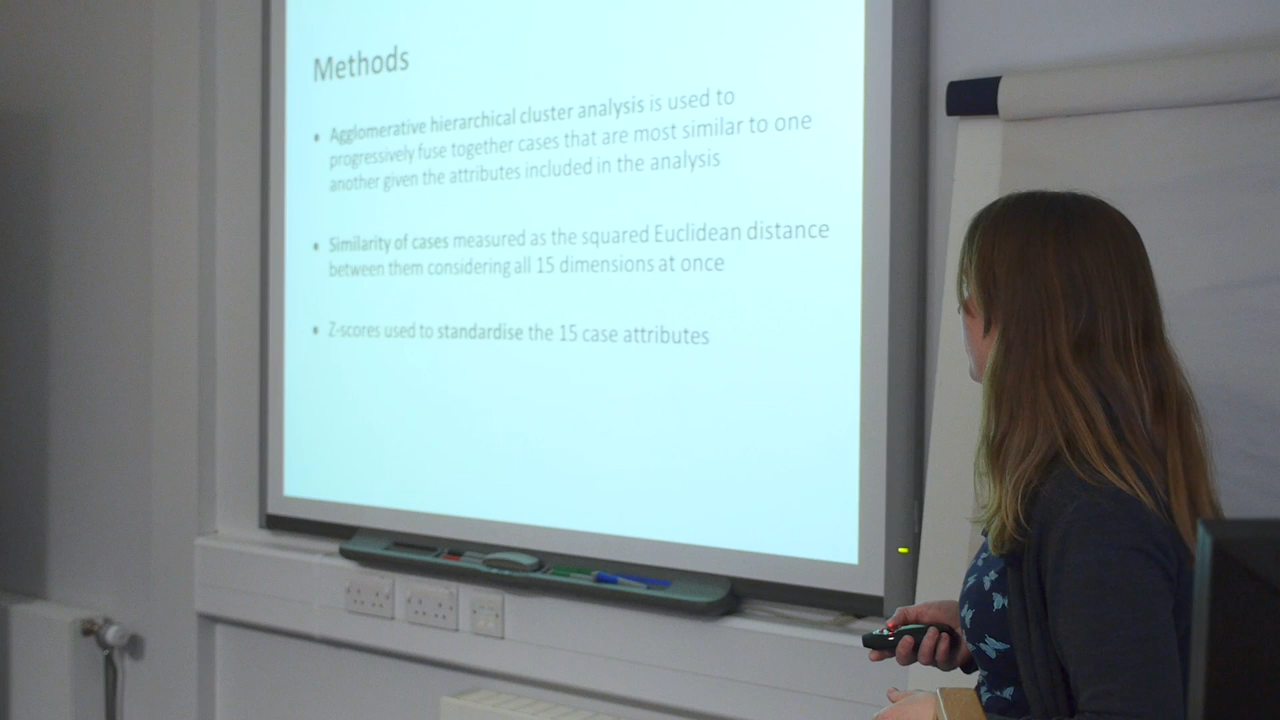 Methods
• Agglomerative hierarchical cluster analysis is used to
progressively fuse together cases that are most similar to one
another given the attributes included in the analysis
• Similarity of cases measured as the squared Euclidean distance
between them considering all 15 dimensions at once
• Z-scores used to standardise the 15 case attributes